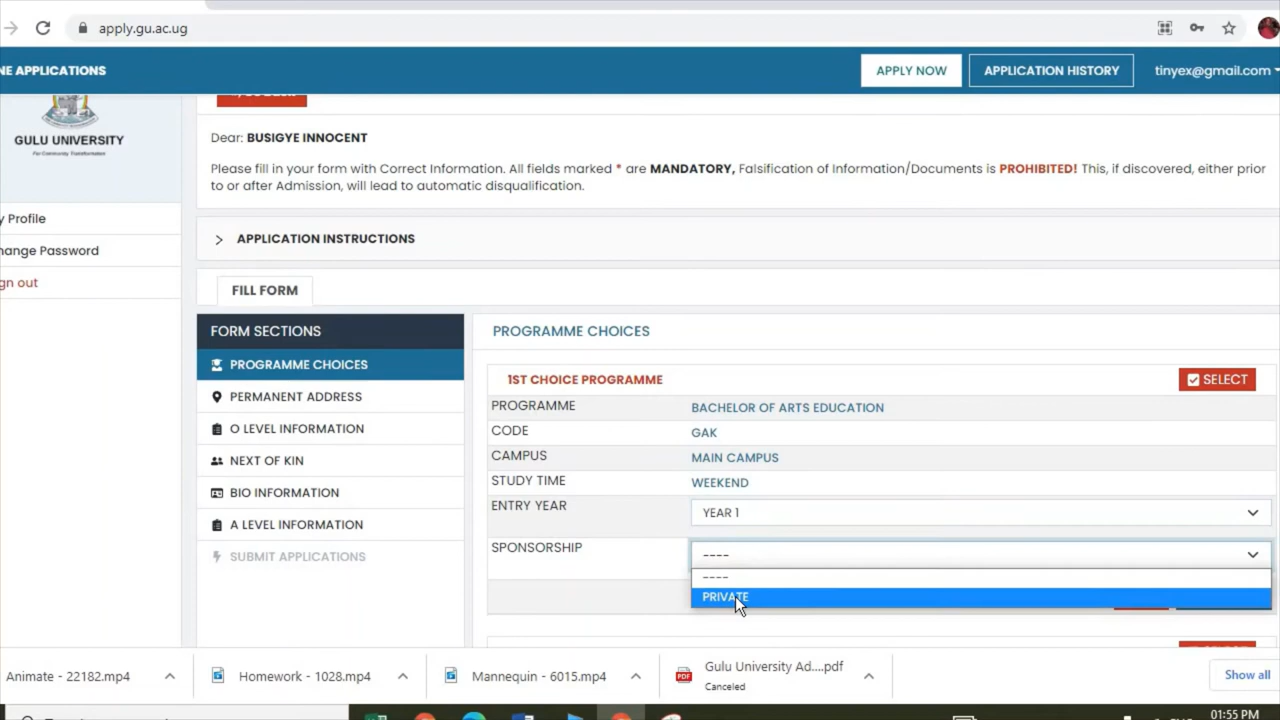 apply.gu.ac.ug
NE APPLICATIONS
APPLY NOW
APPLICATION HISTORY
tinyex@gmail.com
GULU UNIVERSITY
For Community Transformation
y Profile
hange Password
gn out
Dear: BUSIGYE INNOCENT
Please fill in your form with Correct Information. All fields marked * are MANDATORY, Falsification of Information/Documents is PROHIBITED! This, if discovered, either prior
to or after Admission, will lead to automatic disqualification.
APPLICATION INSTRUCTIONS
FILL FORM
FORM SECTIONS
PROGRAMME CHOICES
PERMANENT ADDRESS
O LEVEL INFORMATION
NEXT OF KIN
BIO INFORMATION
A LEVEL INFORMATION
SUBMIT APPLICATIONS
PROGRAMME CHOICES
1ST CHOICE PROGRAMME
SELECT
PROGRAMME BACHELOR OF ARTS EDUCATION
CODE GAK
CAMPUS MAIN CAMPUS
STUDY TIME WEEKEND
ENTRY YEAR YEAR 1
SPONSORSHIP ----
----
PRIVATE
Animate - 22182.mp4
Homework - 1028.mp4
Mannequin - 6015.mp4
PDF
Gulu University Ad....pdf
Canceled
Show all
01:55 PM